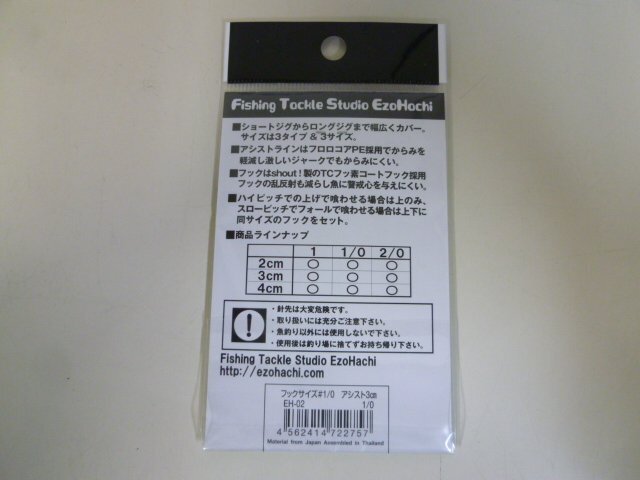 Fishing Tackle Studio EzoHachi
■ショートジグからロングジグまで幅広くカバー。
サイズは3タイプ & 3サイズ。
■アシストラインはフロロコアPE採用でからみを
軽減し激しいジャークでもからみにくい。
■フックはshout！製のTCフッ素コートフック採用
フックの乱反射も減らし魚に警戒心を与えにくい。
■ハイピッチでの上げで喰わせる場合は上のみ、
スローピッチでフォールで喰わせる場合は上下に
同サイズのフックをセット。
■商品ラインナップ
1 1/0 2/0
2cm ○ ○ ○
3cm ○ ○ ○
4cm ○ ○ ○
・針先は大変危険です。
・取り扱いには充分ご注意下さい。
・魚釣り以外には使用しないで下さい。
・使用後は釣り場に捨てずお持ち帰り下さい。
Fishing Tackle Studio EzoHachi
http://ezohachi.com
フックサイズ#1/0 アシスト3cm
EH-02 1/0
4 562414 722757
Material from Japan Assembled in Thailand